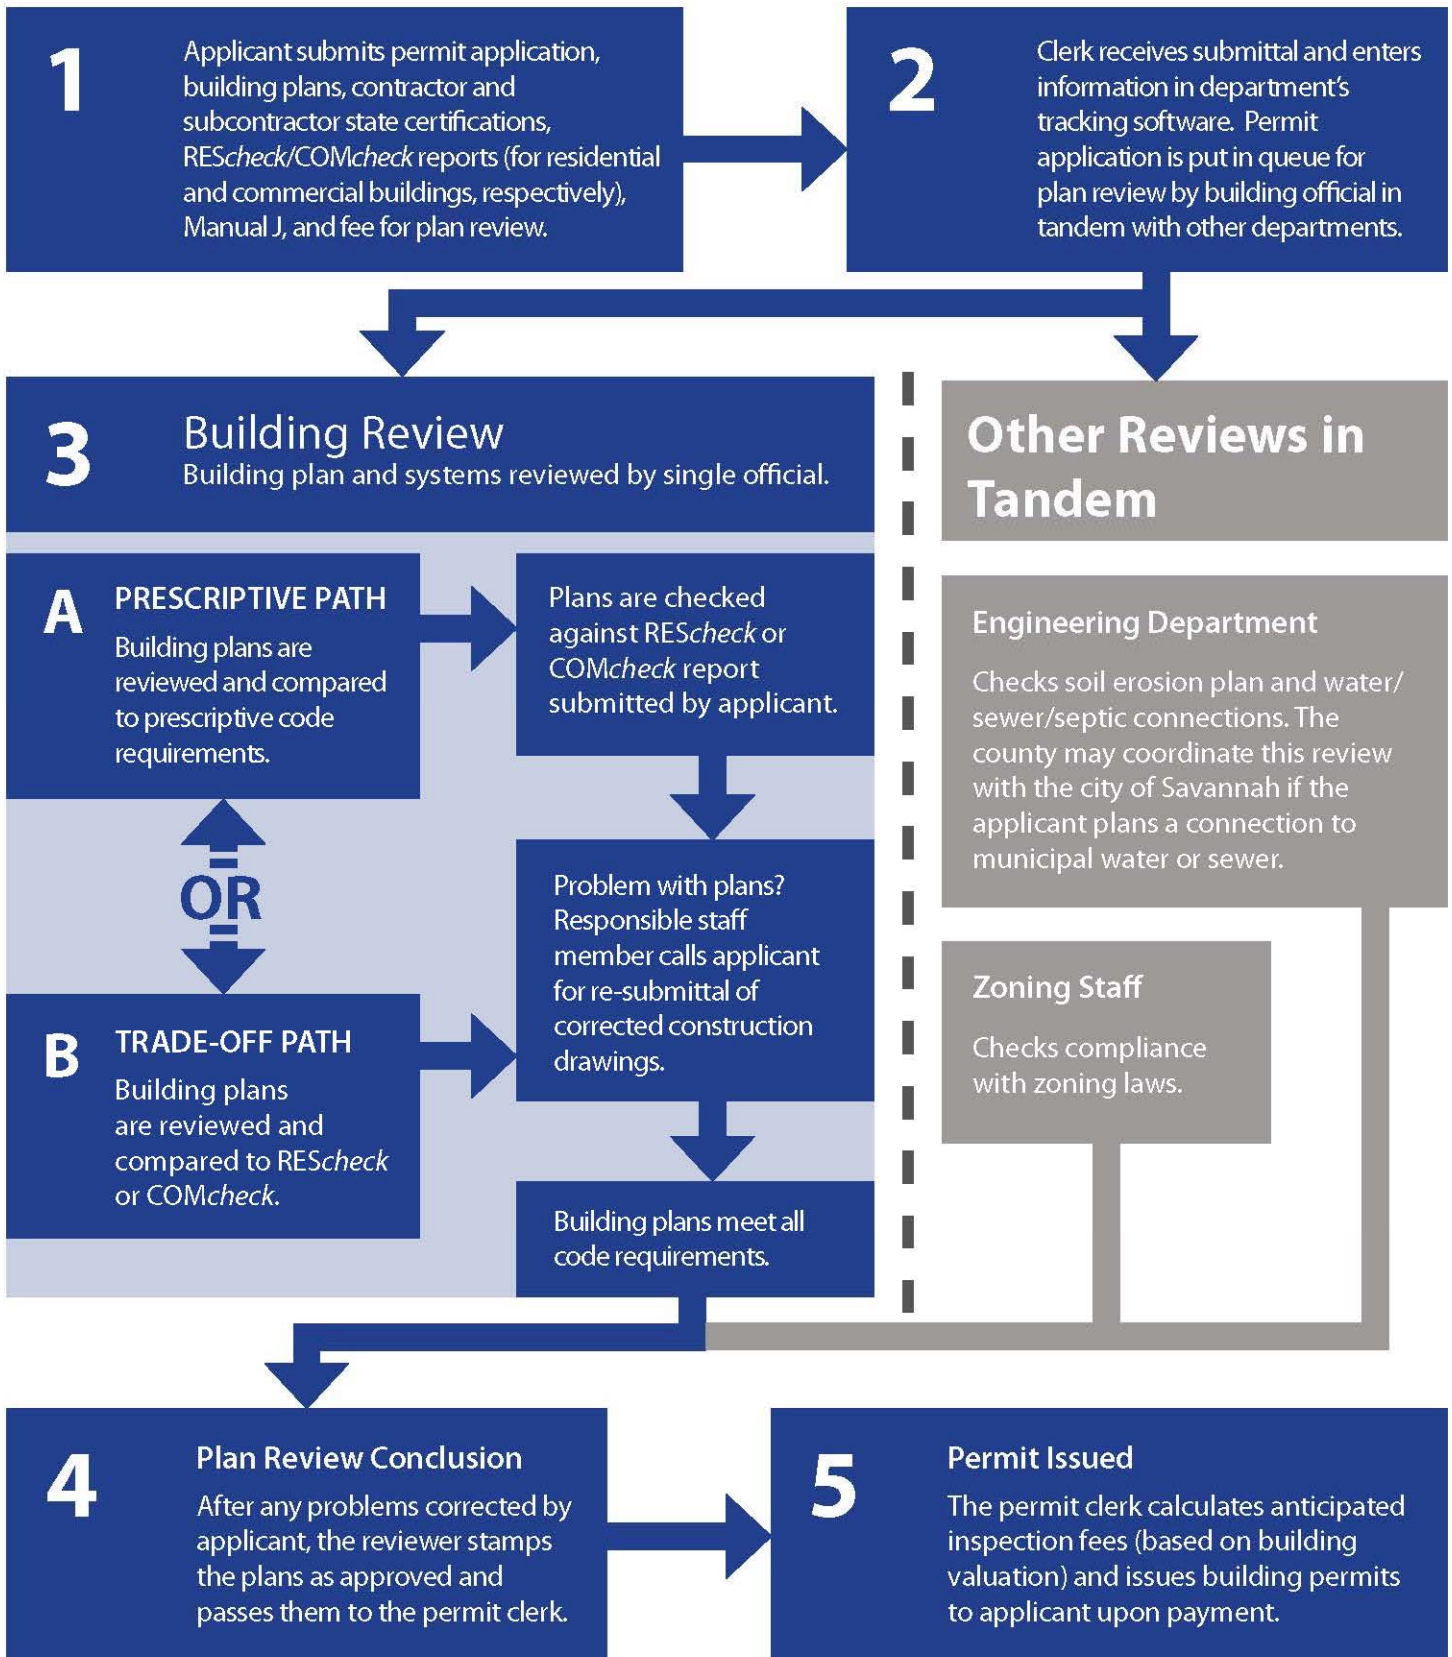 1
Applicant submits permit application,
building plans, contractor and
subcontractor state certifications,
REScheck/COMcheck reports (for residential
and commercial buildings, respectively),
Manual J, and fee for plan review.
2
Clerk receives submittal and enters
information in department's
tracking software. Permit
application is put in queue for
plan review by building official in
tandem with other departments.
3
Building Review
Building plan and systems reviewed by single official.
A
PRESCRIPTIVE PATH
Building plans are
reviewed and compared
to prescriptive code
requirements.
Plans are checked
against REScheck or
COMcheck report
submitted by applicant.
OR
B
TRADE-OFF PATH
Building plans
are reviewed and
compared to REScheck
or COMcheck.
Problem with plans?
Responsible staff
member calls applicant
for re-submittal of
corrected construction
drawings.
Building plans meet all
code requirements.
Other Reviews in
Tandem
Engineering Department
Checks soil erosion plan and water/
sewer/septic connections. The
county may coordinate this review
with the city of Savannah if the
applicant plans a connection to
municipal water or sewer.
Zoning Staff
Checks compliance
with zoning laws.
4
Plan Review Conclusion
After any problems corrected by
applicant, the reviewer stamps
the plans as approved and
passes them to the permit clerk.
5
Permit Issued
The permit clerk calculates anticipated
inspection fees (based on building
valuation) and issues building permits
to applicant upon payment.